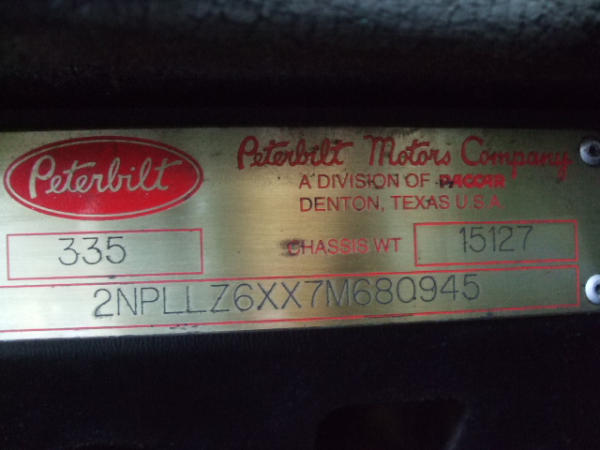 Peterbilt
Peterbilt Motors Company
A DIVISION OF PACCAR
DENTON, TEXAS U.S.A.
335
CHASSIS WT 15127
2NPLLZ6XX7M680945